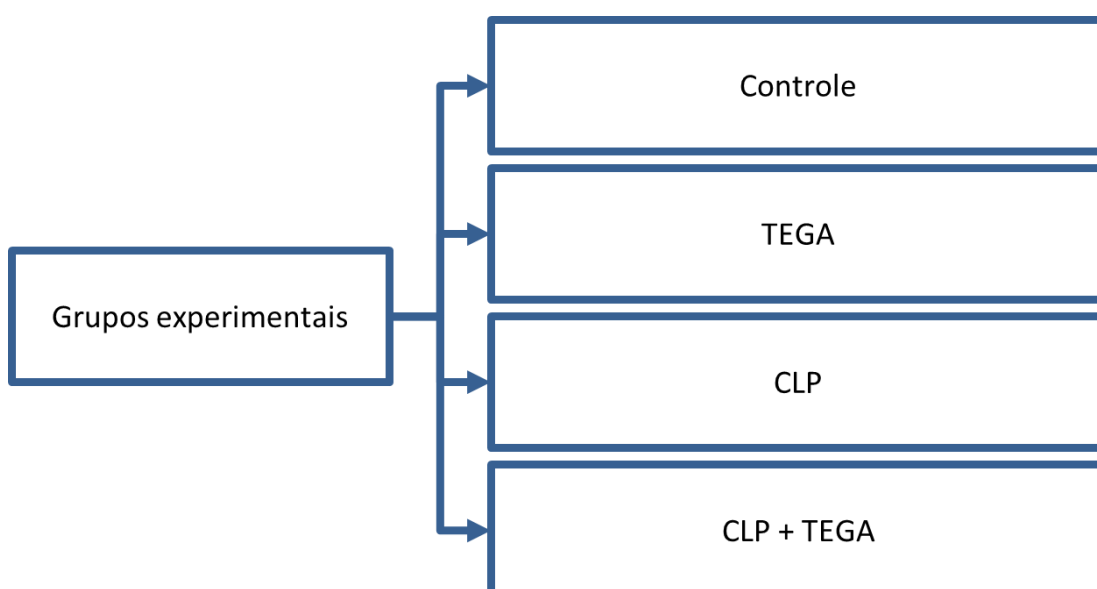 Controle
TEGA
Grupos experimentais
CLP
CLP + TEGA